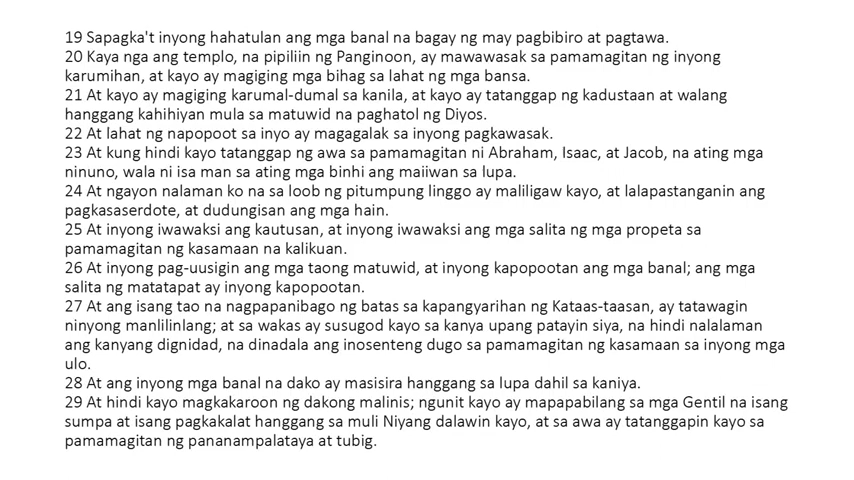 19 Sapagka't inyong hahatulan ang mga banal na bagay ng may pagbibiro at pagtawa.
20 Kaya nga ang templo, na pipiliin ng Panginoon, ay mawawasak sa pamamagitan ng inyong
karumihan, at kayo ay magiging mga bihag sa lahat ng mga bansa.
21 At kayo ay magiging karumal-dumal sa kanila, at kayo ay tatanggap ng kadustaan at walang
hanggang kahihiyan mula sa matuwid na paghatol ng Diyos.
22 At lahat ng napopoot sa inyo ay magagalak sa inyong pagkawasak.
23 At kung hindi kayo tatanggap ng awa sa pamamagitan ni Abraham, Isaac, at Jacob, na ating mga
ninuno, wala ni isa man sa ating mga binhi ang maiiwan sa lupa.
24 At ngayon nalaman ko na sa loob ng pitumpung linggo ay maliligaw kayo, at lalapastanganin ang
pagkasaserdote, at dudungisan ang mga hain.
25 At inyong iwawaksi ang kautusan, at inyong iwawaksi ang mga salita ng mga propeta sa
pamamagitan ng kasamaan na kalikuan.
26 At inyong pag-uusigin ang mga taong matuwid, at inyong kapopootan ang mga banal; ang mga
salita ng matatapat ay inyong kapopootan.
27 At ang isang tao na nagpapanibago ng batas sa kapangyarihan ng Kataas-taasan, ay tatawagin
ninyong manlilinlang; at sa wakas ay susugod kayo sa kanya upang patayin siya, na hindi nalalaman
ang kanyang dignidad, na dinadala ang inosenteng dugo sa pamamagitan ng kasamaan sa inyong mga
ulo.
28 At ang inyong mga banal na dako ay masisira hanggang sa lupa dahil sa kaniya.
29 At hindi kayo magkakaroon ng dakong malinis; ngunit kayo ay mapapabilang sa mga Gentil na isang
sumpa at isang pagkakalat hanggang sa muli Niyang dalawin kayo, at sa awa ay tatanggapin kayo sa
pamamagitan ng pananampalataya at tubig.